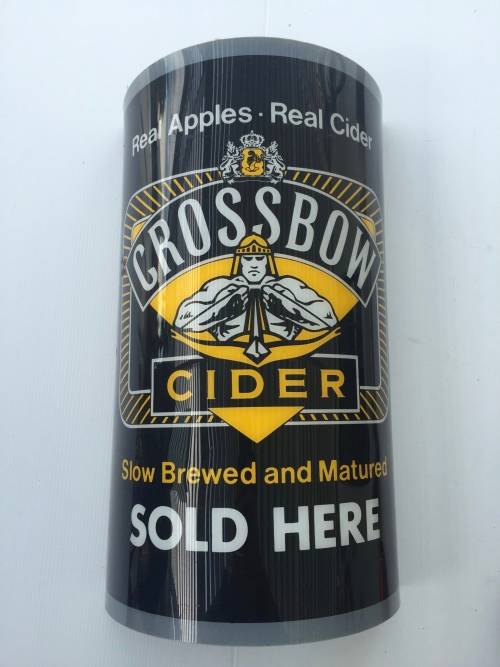 Real Apples · Real Cider
CROSSBOW
CIDER
Slow Brewed and Matured
SOLD HERE